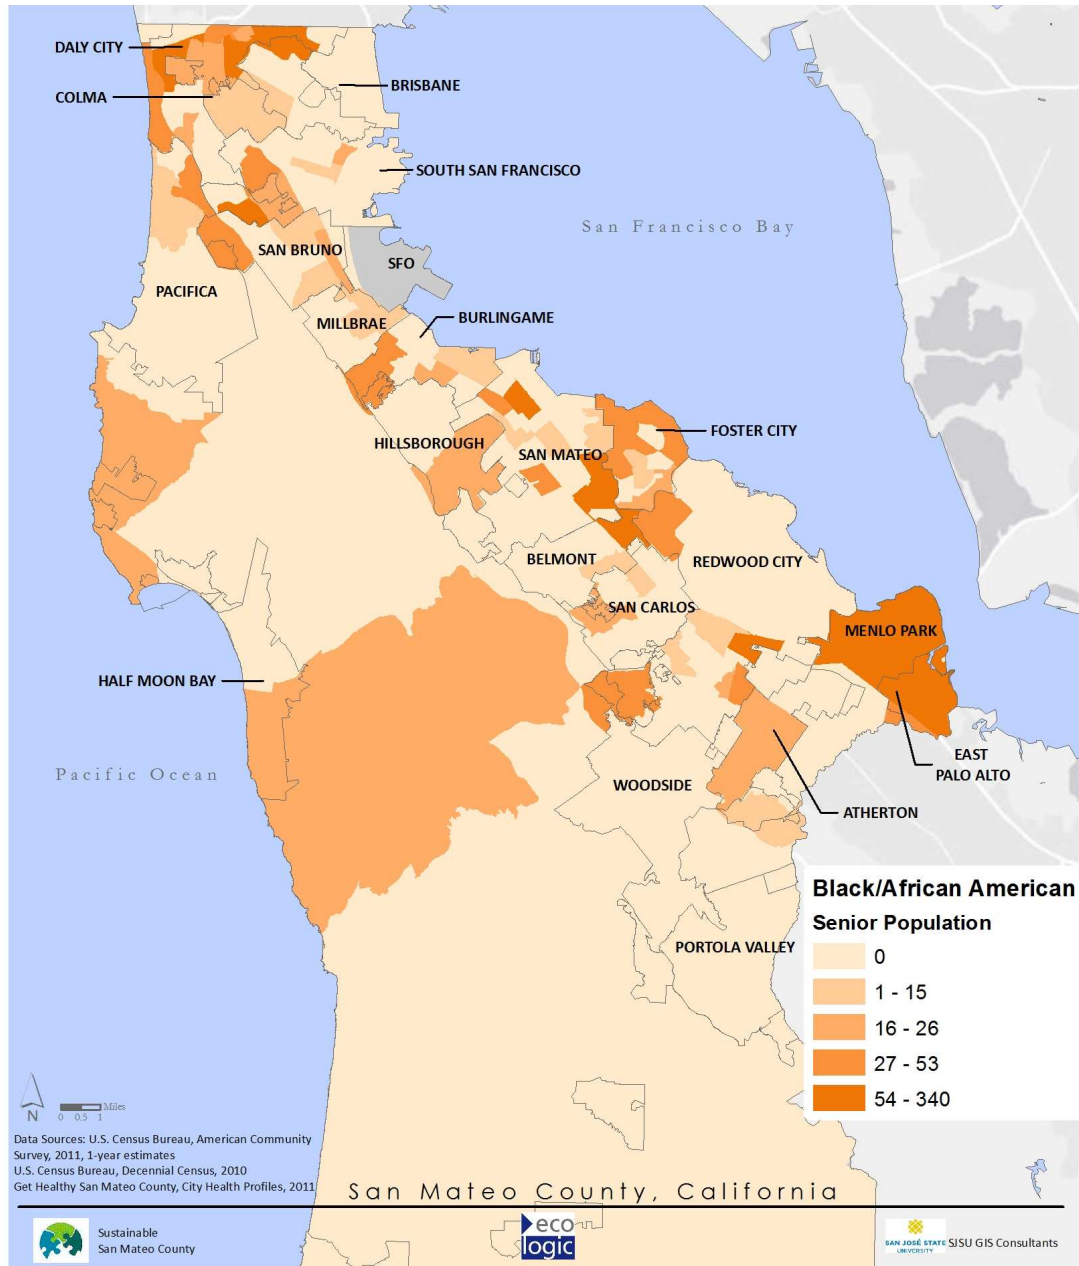 DALY CITY
COLMA
BRISBANE
SOUTH SAN FRANCISCO
San Francisco Bay
SAN BRUNO
SFO
PACIFICA
MILLBRAE
BURLINGAME
HILLSBOROUGH
SAN MATEO
FOSTER CITY
BELMONT
REDWOOD CITY
SAN CARLOS
MENLO PARK
HALF MOON BAY
Pacific Ocean
WOODSIDE
EAST
PALO ALTO
ATHERTON
PORTOLA VALLEY
Black/African American
Senior Population
0
1 - 15
16 - 26
27 - 53
54 - 340
N
Miles
0 0.5 1
Data Sources: U.S. Census Bureau, American Community
Survey, 2011, 1-year estimates
U.S. Census Bureau, Decennial Census, 2010
Get Healthy San Mateo County, City Health Profiles, 2011
San Mateo County, California
Sustainable
San Mateo County
eco
logic
SAN JOSÉ STATE
UNIVERSITY
SJSU GIS Consultants